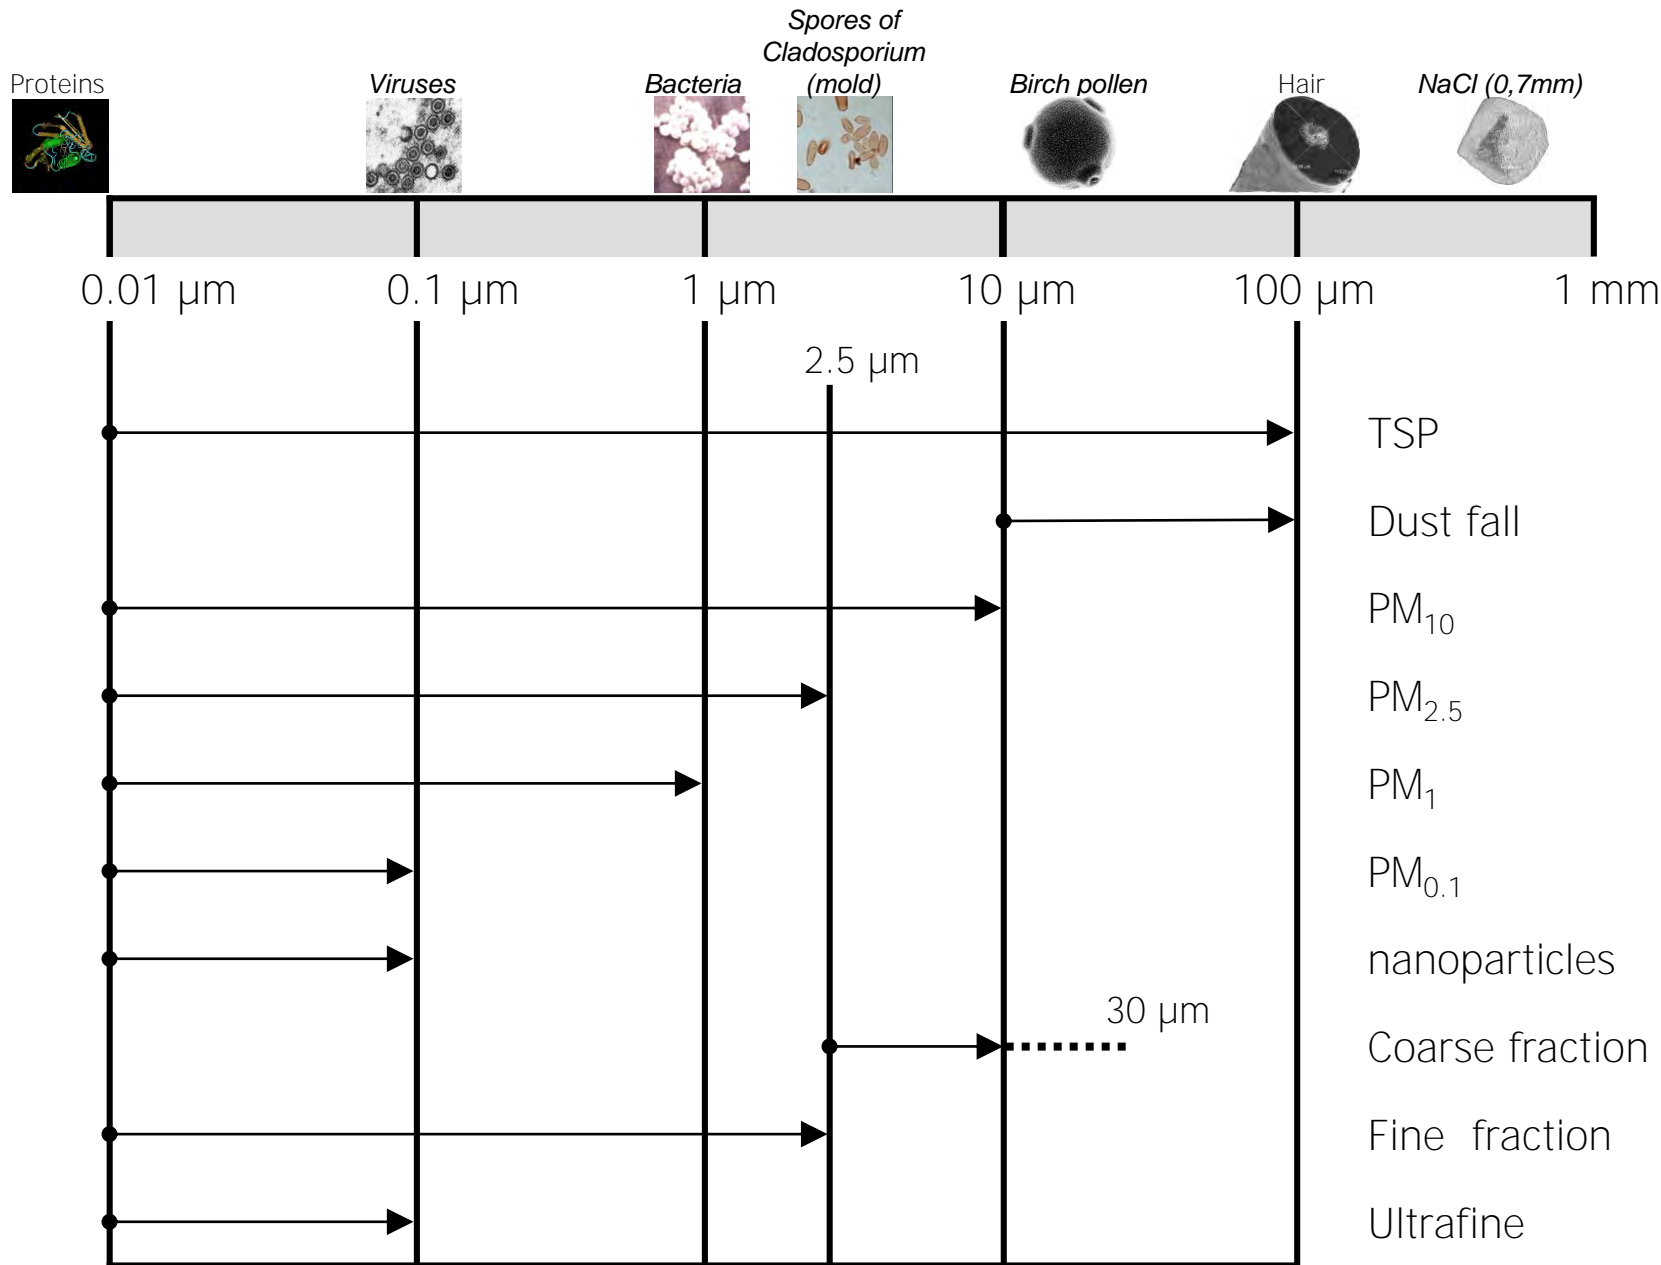 Spores of
Cladosporium
Proteins
Viruses
Bacteria
(mold)
Birch pollen
Hair
NaCl (0,7mm)
0.01 µm
0.1 µm
1 µm
10 µm
100 µm
1 mm
2.5 µm
TSP
Dust fall
PM10
PM2.5
PM1
PM0.1
nanoparticles
30 µm
Coarse fraction
Fine fraction
Ultrafine